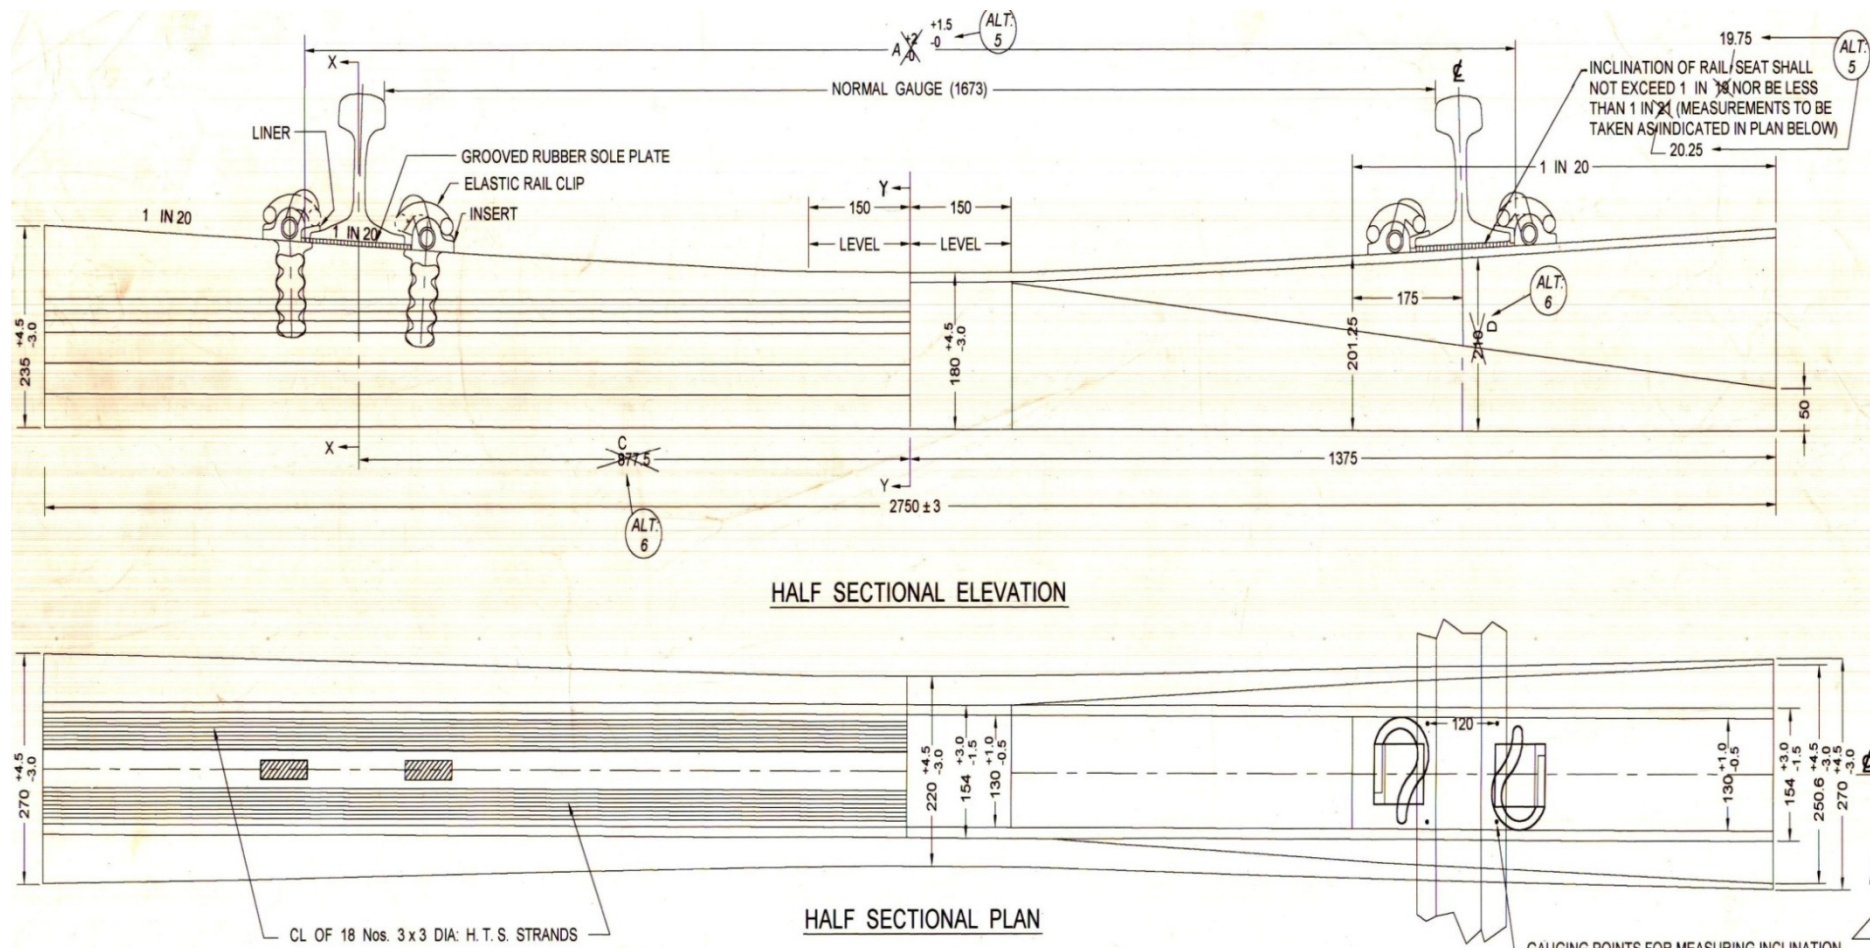 A +2 -0 +1.5 -0
ALT: 5
X
NORMAL GAUGE (1673)
℄
19.75
ALT: 5
INCLINATION OF RAIL SEAT SHALL
NOT EXCEED 1 IN 19 NOR BE LESS
THAN 1 IN 21 (MEASUREMENTS TO BE
TAKEN AS INDICATED IN PLAN BELOW)
20.25
LINER
GROOVED RUBBER SOLE PLATE
ELASTIC RAIL CLIP
INSERT
1 IN 20
1 IN 20
1 IN 20
Y
150
150
LEVEL
LEVEL
235 +4.5 -3.0
180 +4.5 -3.0
175
201.25
210
D
ALT: 6
50
X
C
877.5
1375
Y
2750 ± 3
ALT: 6
HALF SECTIONAL ELEVATION
270 +4.5 -3.0
220 +4.5 -3.0
154 +3.0 -1.5
130 +1.0 -0.5
120
130 +1.0 -0.5
154 +3.0 -1.5
250.6 +4.5 -3.0
270 +4.5 -3.0
℄
CL OF 18 Nos. 3 x 3 DIA: H. T. S. STRANDS
HALF SECTIONAL PLAN
GAUGING POINTS FOR MEASURING INCLINATION